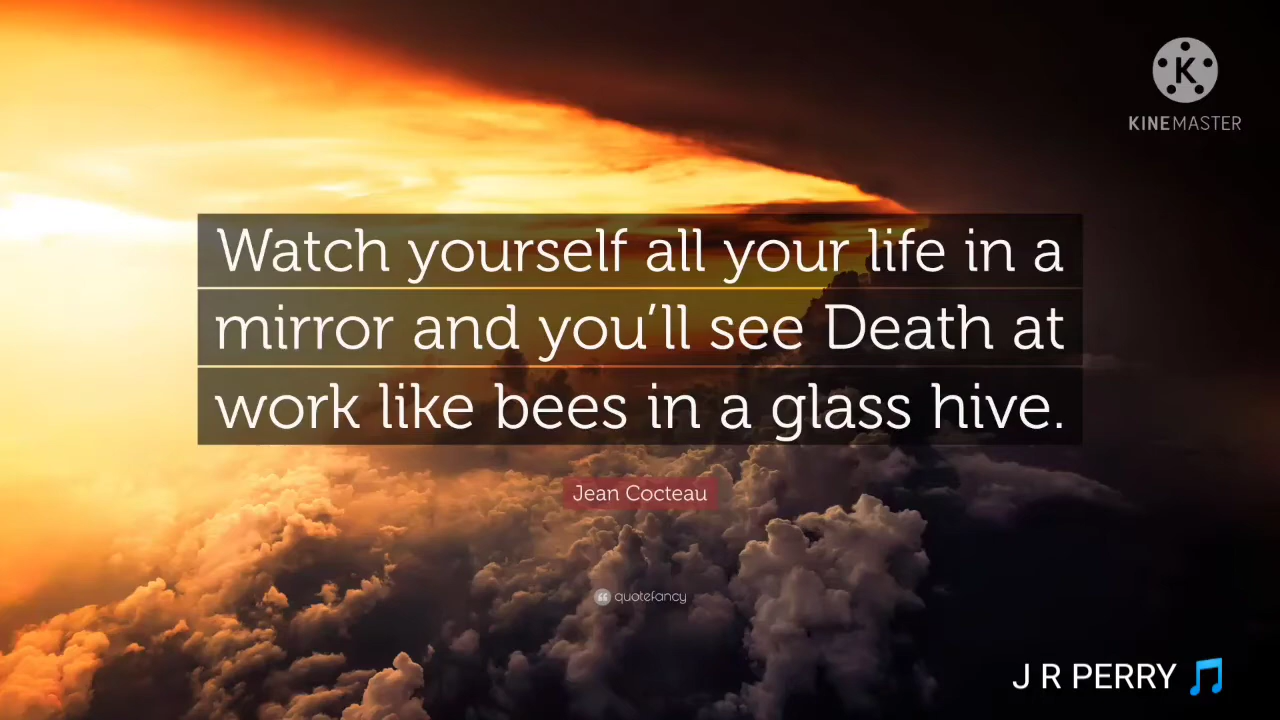 KINEMASTER
Watch yourself all your life in a
mirror and you’ll see Death at
work like bees in a glass hive.
Jean Cocteau
quotefancy
J R PERRY